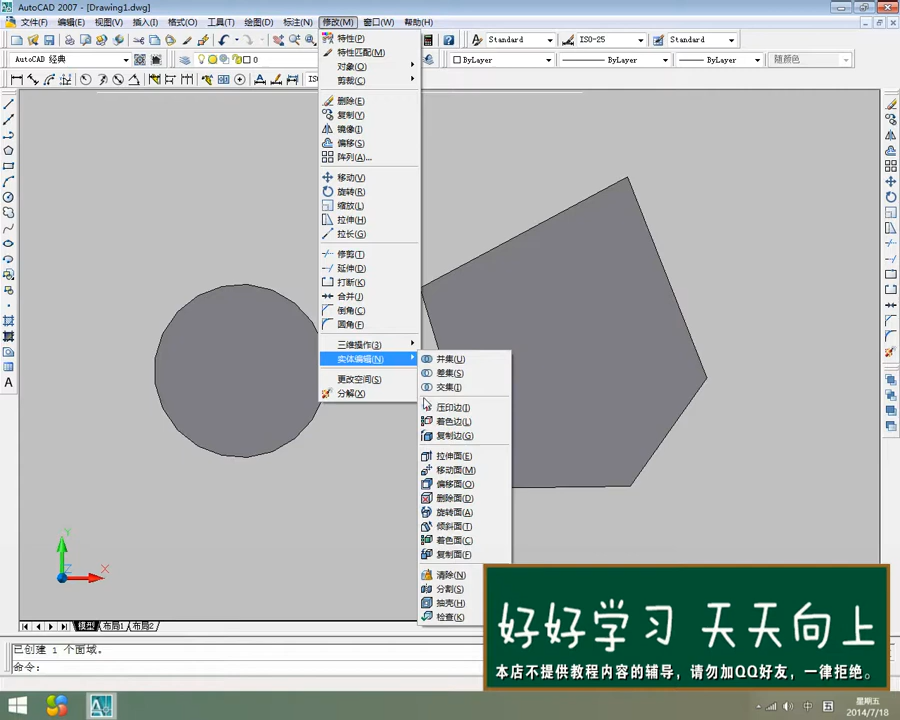 AutoCAD 2007 - [Drawing1.dwg]
文件(F) 编辑(E) 视图(V) 插入(I) 格式(O) 工具(T) 绘图(D) 标注(N) 修改(M) 窗口(W) 帮助(H)
Standard ISO-25 Standard
AutoCAD 经典 0 ByLayer ByLayer ByLayer 随颜色
特性(P)
特性匹配(M)
对象(O)
剪裁(C)
删除(E)
复制(Y)
镜像(I)
偏移(S)
阵列(A)...
移动(V)
旋转(R)
缩放(L)
拉伸(H)
拉长(G)
修剪(T)
延伸(D)
打断(K)
合并(J)
倒角(C)
圆角(F)
三维操作(3)
实体编辑(N)
更改空间(S)
分解(X)
并集(U)
差集(S)
交集(I)
压印边(I)
着色边(L)
复制边(G)
拉伸面(E)
移动面(M)
偏移面(O)
删除面(D)
旋转面(A)
倾斜面(T)
着色面(C)
复制面(F)
清除(N)
分割(S)
抽壳(H)
检查(K)
Y
Z
X
模型 布局1 布局2
已创建 1 个面域。
命令:
好好学习 天天向上
本店不提供教程内容的辅导，请勿加QQ好友，一律拒绝。
中 五
星期五
2014/7/18